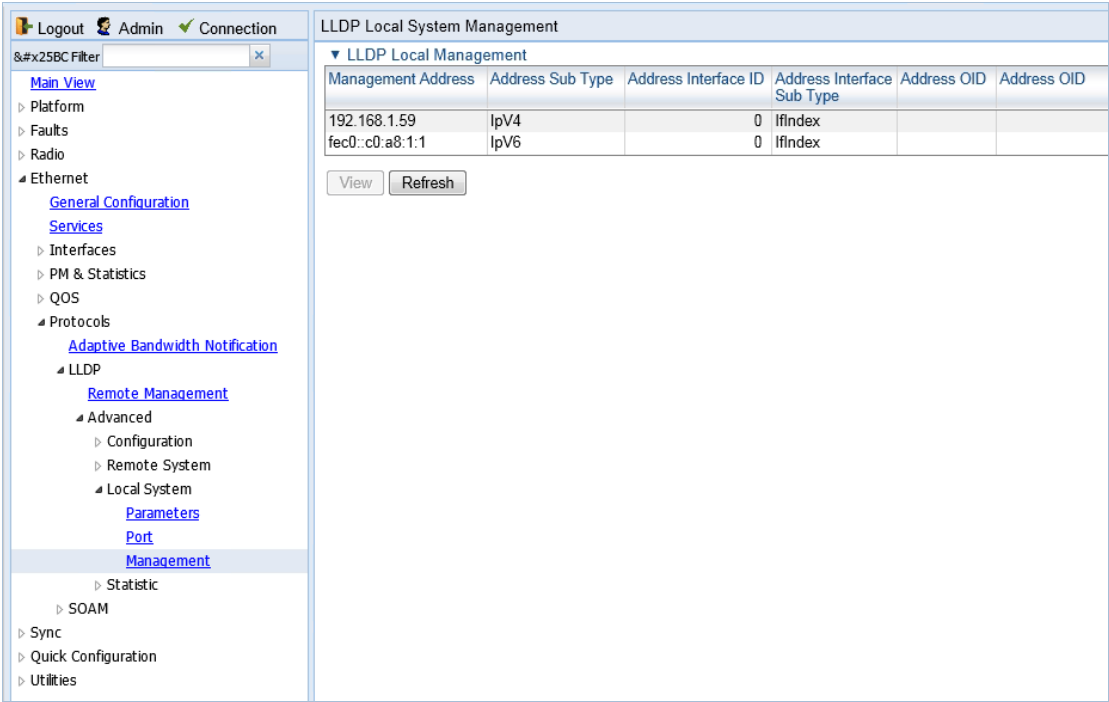 Logout Admin Connection
&#x25BC Filter
Main View
Platform
Faults
Radio
Ethernet
General Configuration
Services
Interfaces
PM & Statistics
QOS
Protocols
Adaptive Bandwidth Notification
LLDP
Remote Management
Advanced
Configuration
Remote System
Local System
Parameters
Port
Management
Statistic
SOAM
Sync
Quick Configuration
Utilities
LLDP Local System Management
▼ LLDP Local Management
Management Address Address Sub Type Address Interface ID Address Interface Sub Type Address OID Address OID
192.168.1.59 IpV4 0 IfIndex
fec0::c0:a8:1:1 IpV6 0 IfIndex
View Refresh